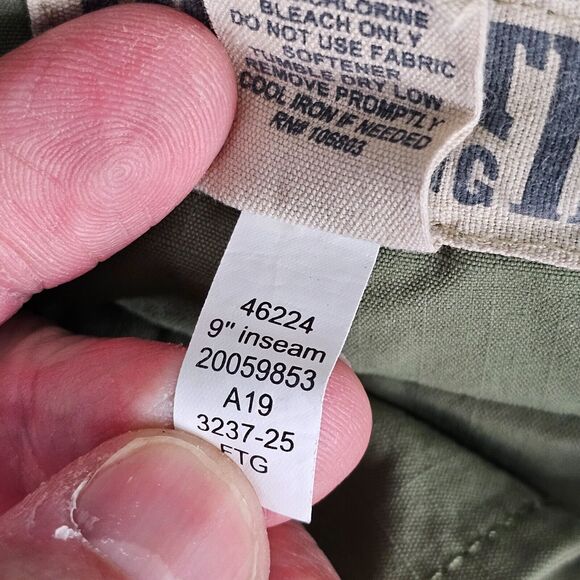 CHLORINE
BLEACH ONLY
DO NOT USE FABRIC
SOFTENER
TUMBLE DRY LOW
REMOVE PROMPTLY
COOL IRON IF NEEDED
RN# 106803
46224
9" inseam
20059853
A19
3237-25
FTG